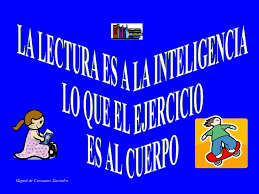 LA LECTURA ES A LA INTELIGENCIA
LO QUE EL EJERCICIO
ES AL CUERPO
Miguel de Cervantes Saavedra